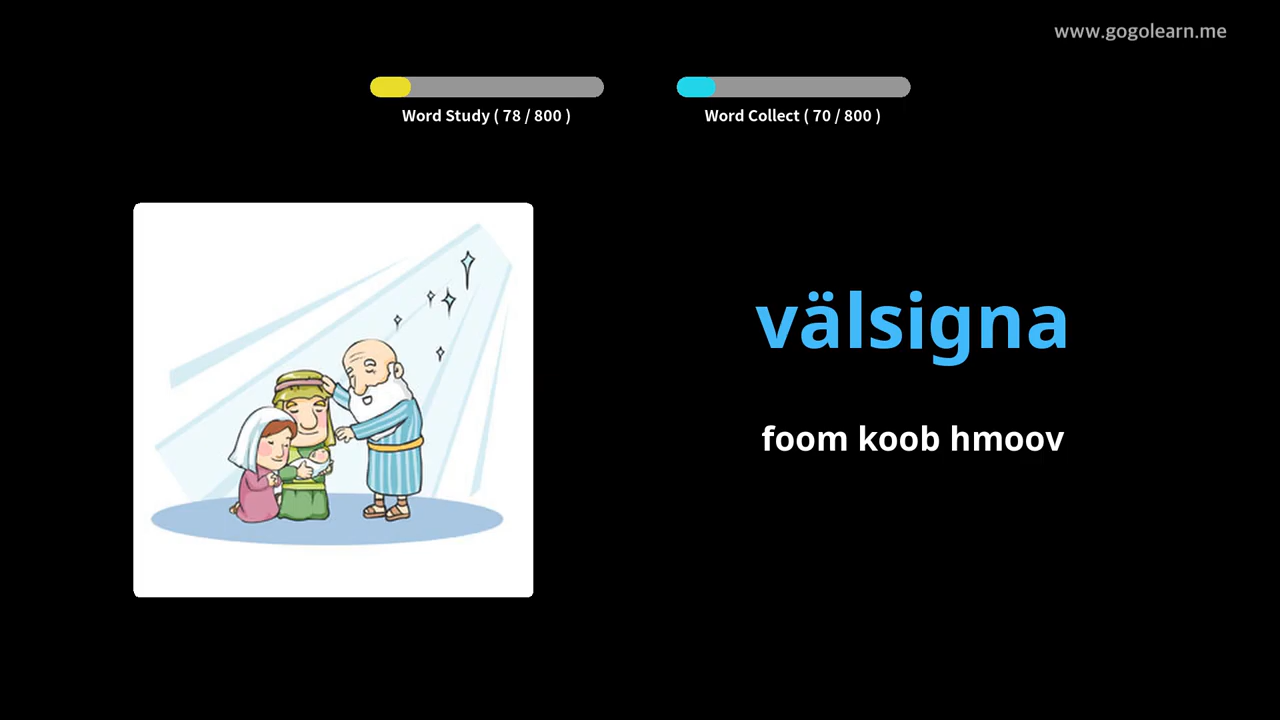 www.gogolearn.me
Word Study ( 78 / 800 )
Word Collect ( 70 / 800 )
välsigna
foom koob hmoov